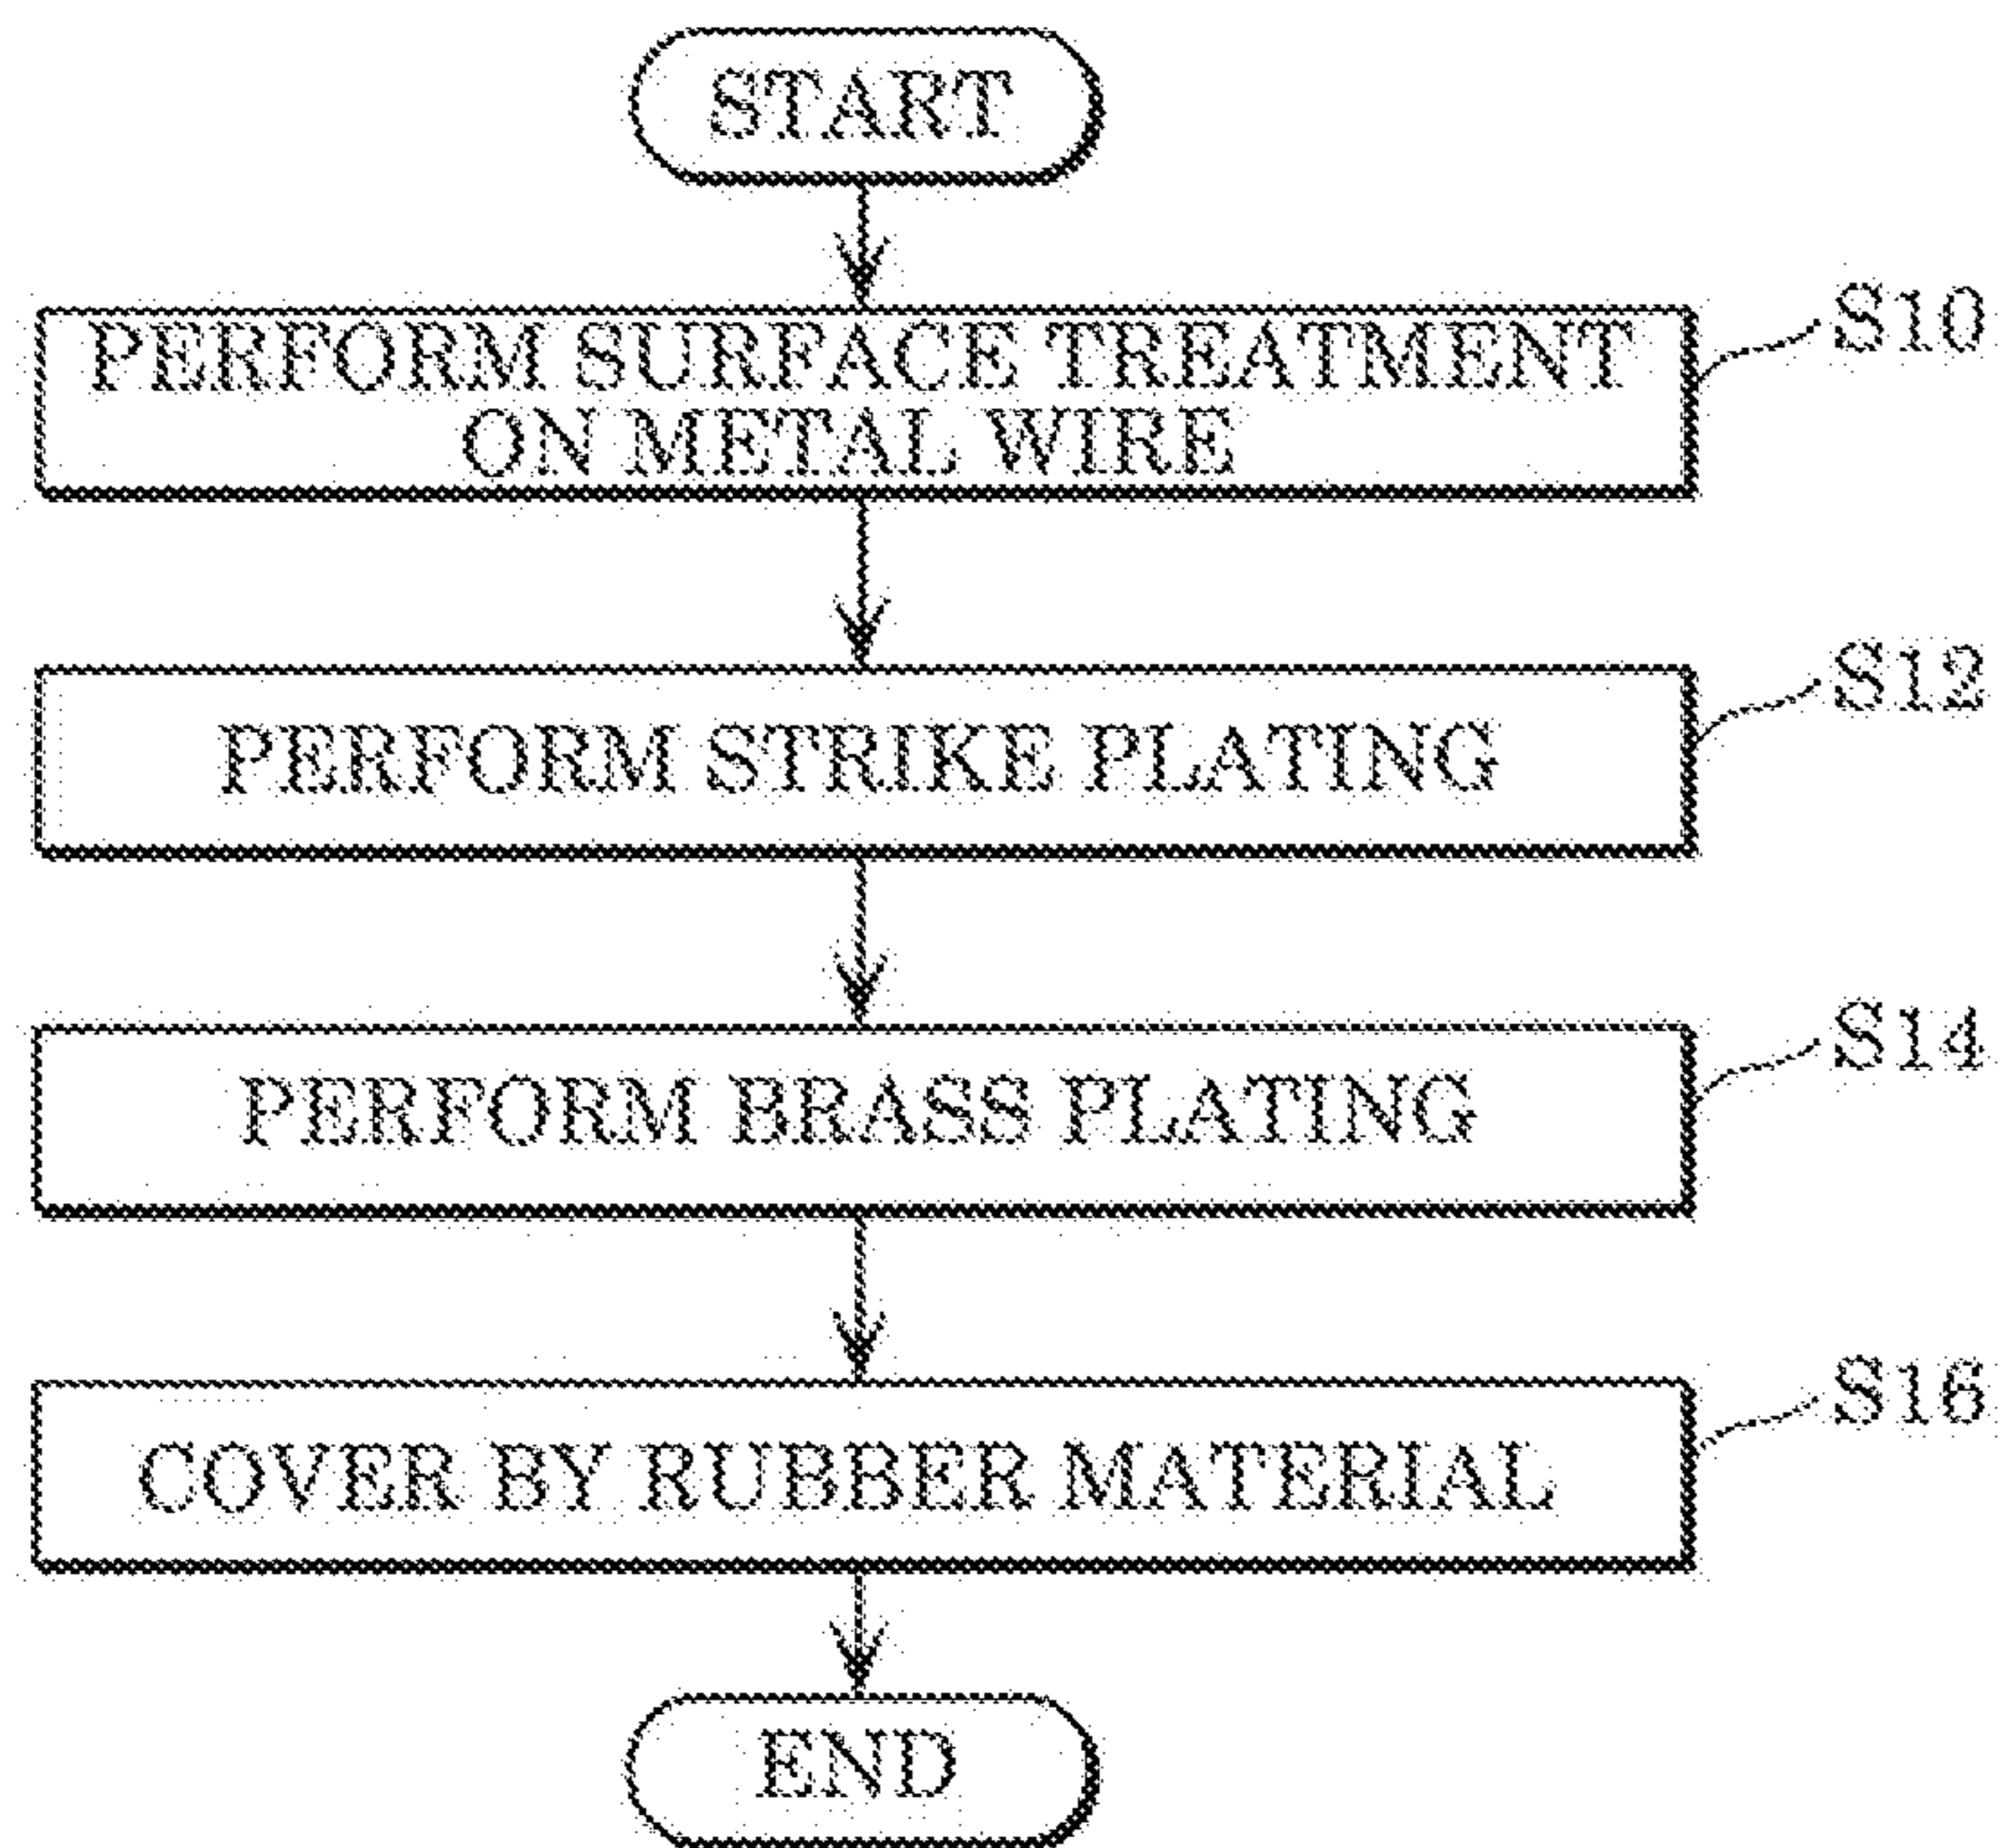 START
PERFORM SURFACE TREATMENT
ON METAL WIRE
S10
PERFORM STRIKE PLATING
S12
PERFORM BRASS PLATING
S14
COVER BY RUBBER MATERIAL
S16
END